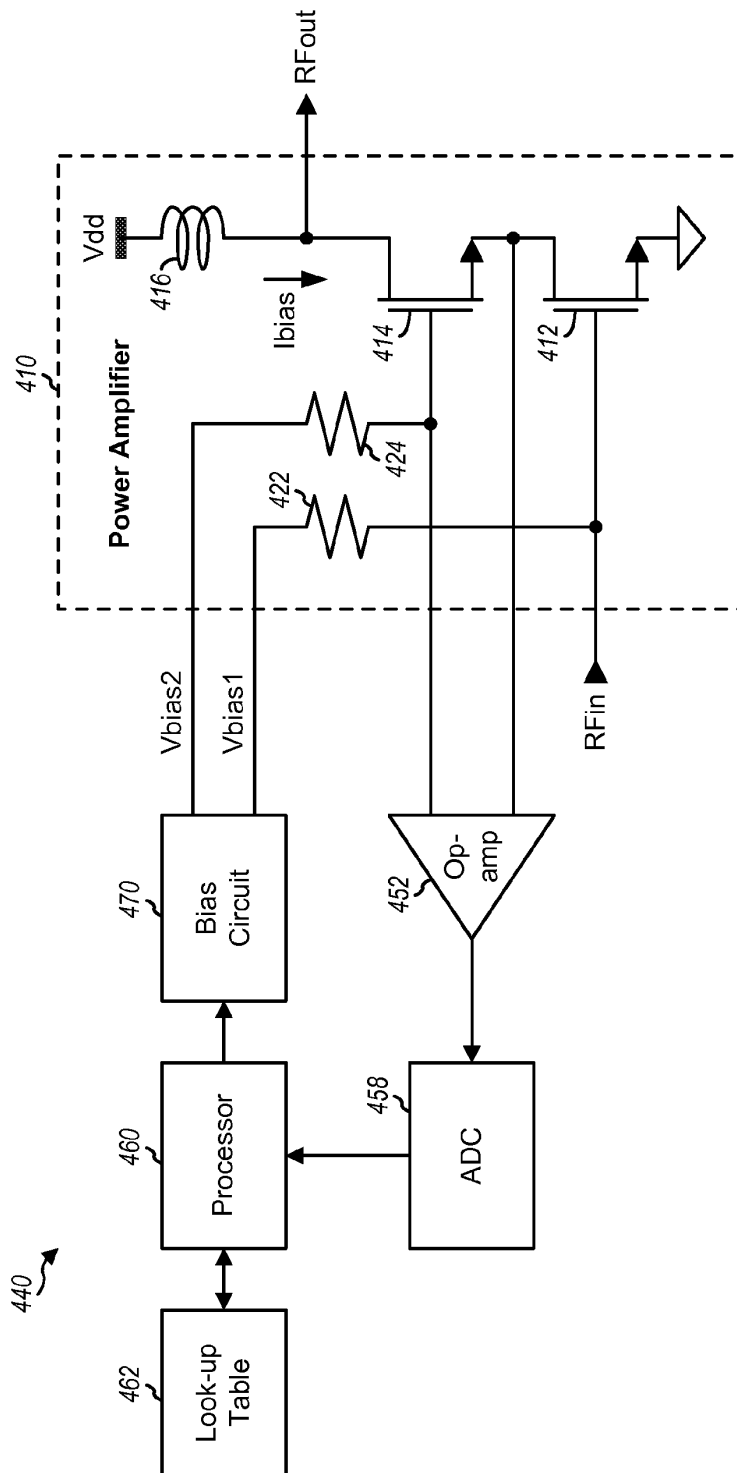 440
462
Look-up
Table
460
Processor
470
Bias
Circuit
458
ADC
452
Op-
amp
Vbias2
Vbias1
RFin
410
Power Amplifier
422
424
Vdd
416
Ibias
414
412
RFout